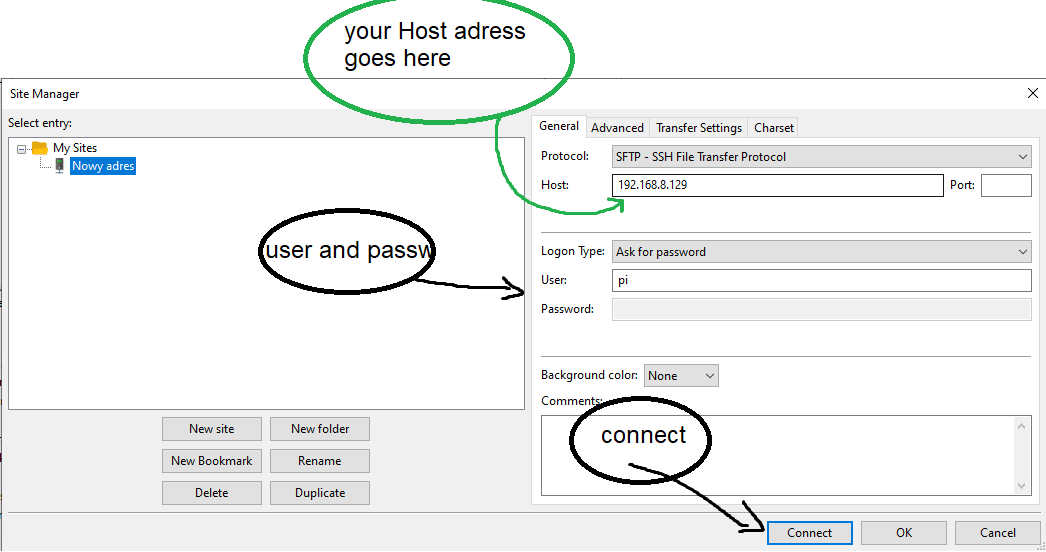 your Host adress
goes here
Site Manager
Select entry:
My Sites
Nowy adres
New site
New folder
New Bookmark
Rename
Delete
Duplicate
user and passw
General
Advanced
Transfer Settings
Charset
Protocol:
SFTP - SSH File Transfer Protocol
Host:
192.168.8.129
Port:
Logon Type:
Ask for password
User:
pi
Password:
Background color:
None
Comments:
connect
Connect
OK
Cancel